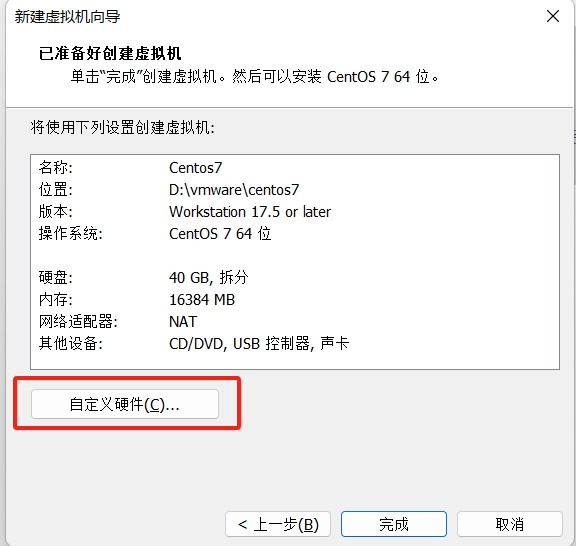 新建虚拟机向导
已准备好创建虚拟机
单击“完成”创建虚拟机。然后可以安装 CentOS 7 64 位。
将使用下列设置创建虚拟机:
名称: Centos7
位置: D:\vmware\centos7
版本: Workstation 17.5 or later
操作系统: CentOS 7 64 位
硬盘: 40 GB, 拆分
内存: 16384 MB
网络适配器: NAT
其他设备: CD/DVD, USB 控制器, 声卡
自定义硬件(C)...
< 上一步(B) 完成 取消